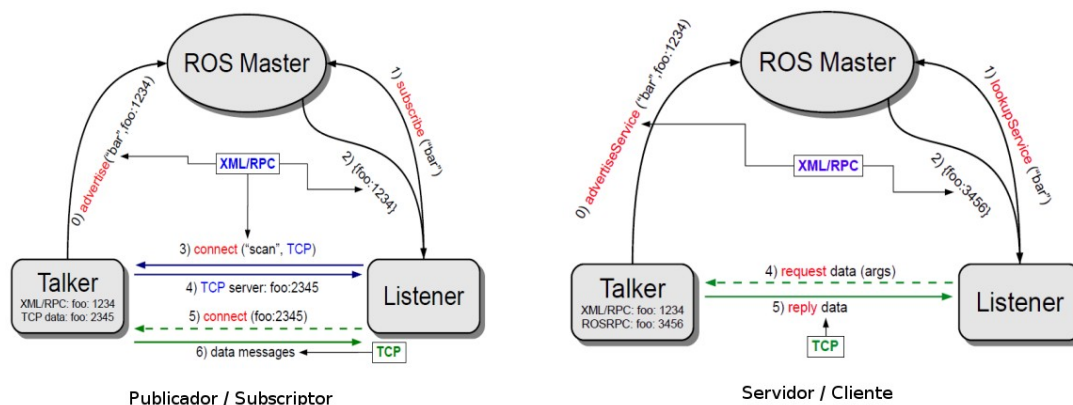 ROS Master
0) advertise("bar",foo:1234)
1) subscribe ("bar")
2) {foo:1234}
XML/RPC
3) connect ("scan", TCP)
4) TCP server: foo:2345
Talker
XML/RPC: foo: 1234
TCP data: foo: 2345
Listener
5) connect (foo:2345)
6) data messages
TCP
Publicador / Subscriptor
ROS Master
0) advertiseService ("bar",foo:1234)
1) lookupService ("bar")
2) {foo:3456}
XML/RPC
4) request data (args)
5) reply data
Talker
XML/RPC: foo: 1234
ROSRPC: foo: 3456
Listener
TCP
Servidor / Cliente